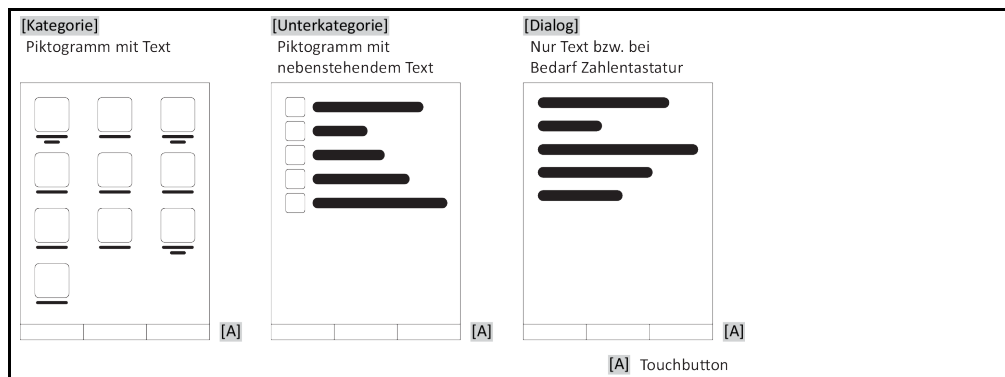 [Kategorie]
Piktogramm mit Text
[Unterkategorie]
Piktogramm mit
nebenstehendem Text
[Dialog]
Nur Text bzw. bei
Bedarf Zahlentastatur
[A]
[A]
[A] Touchbutton